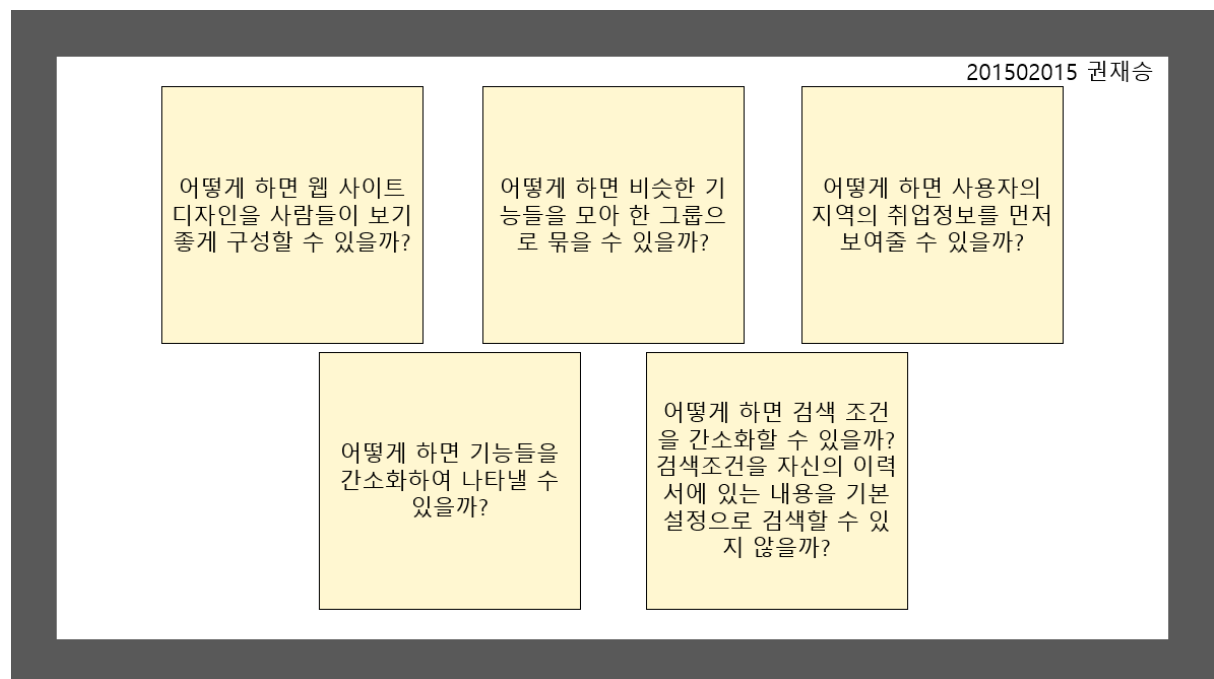 201502015 권재승
어떻게 하면 웹 사이트
디자인을 사람들이 보기
좋게 구성할 수 있을까?
어떻게 하면 비슷한 기
능들을 모아 한 그룹으
로 묶을 수 있을까?
어떻게 하면 사용자의
지역의 취업정보를 먼저
보여줄 수 있을까?
어떻게 하면 기능들을
간소화하여 나타낼 수
있을까?
어떻게 하면 검색 조건
을 간소화할 수 있을까?
검색조건을 자신의 이력
서에 있는 내용을 기본
설정으로 검색할 수 있
지 않을까?